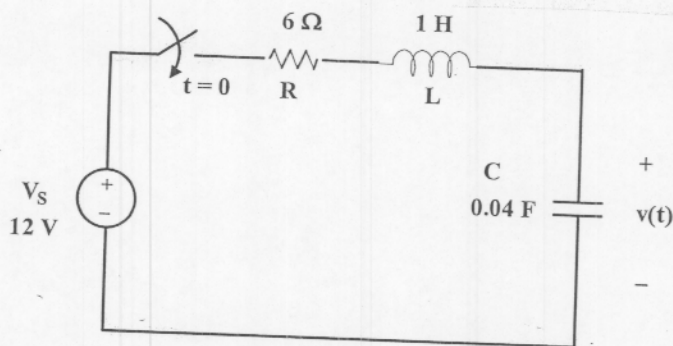 6 Ω
1 H
t = 0
R
L
+
C
V_S
+
0.04 F
v(t)
12 V
–
–